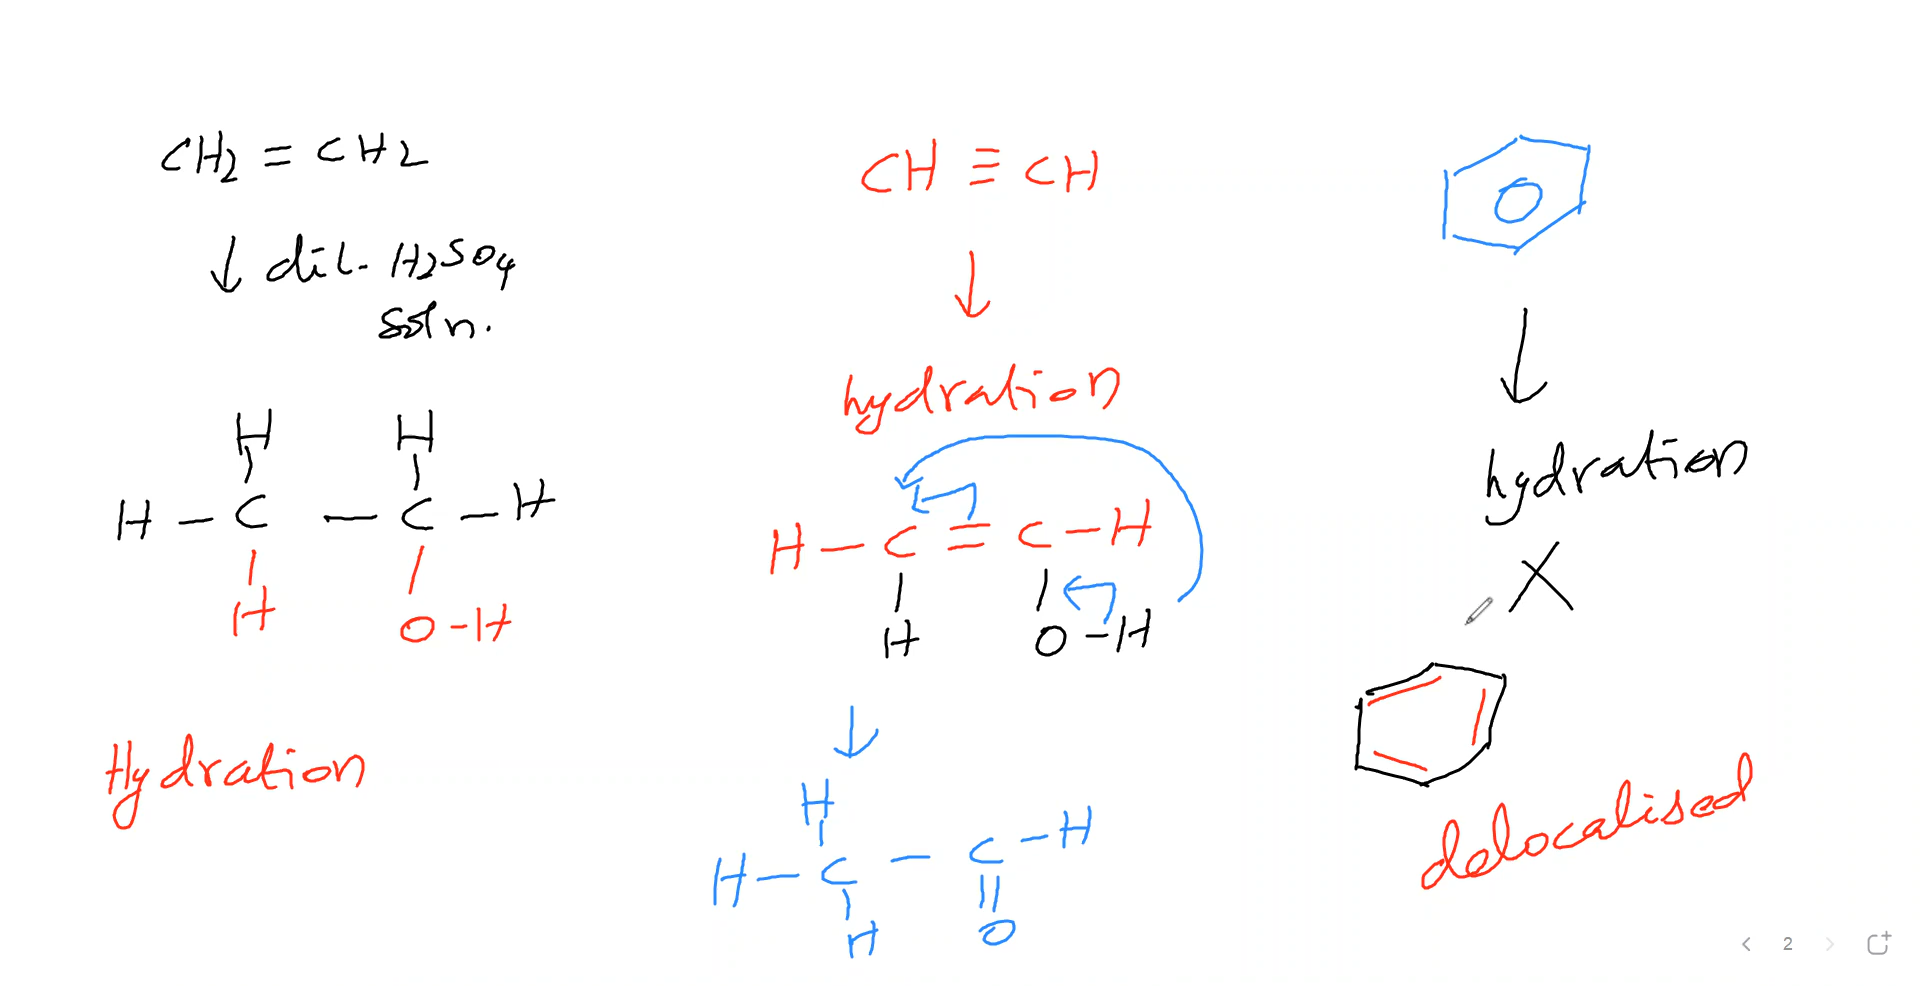 CH2 = CH2
↓ dil. H2SO4
soln.
H H
H - C - C - H
H O-H
Hydration
CH ≡ CH
↓
hydration
H - C = C - H
H O-H
↓
H
H - C - C - H
H O
↓
hydration
X
delocalised
2